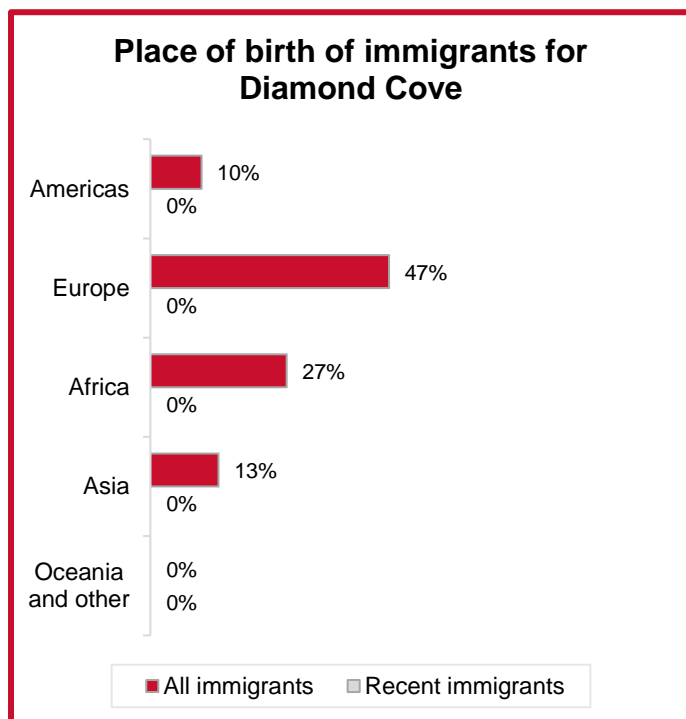 Place of birth of immigrants for
Diamond Cove
Americas
10%
0%
Europe
47%
0%
Africa
27%
0%
Asia
13%
0%
Oceania
and other
0%
0%
All immigrants
Recent immigrants